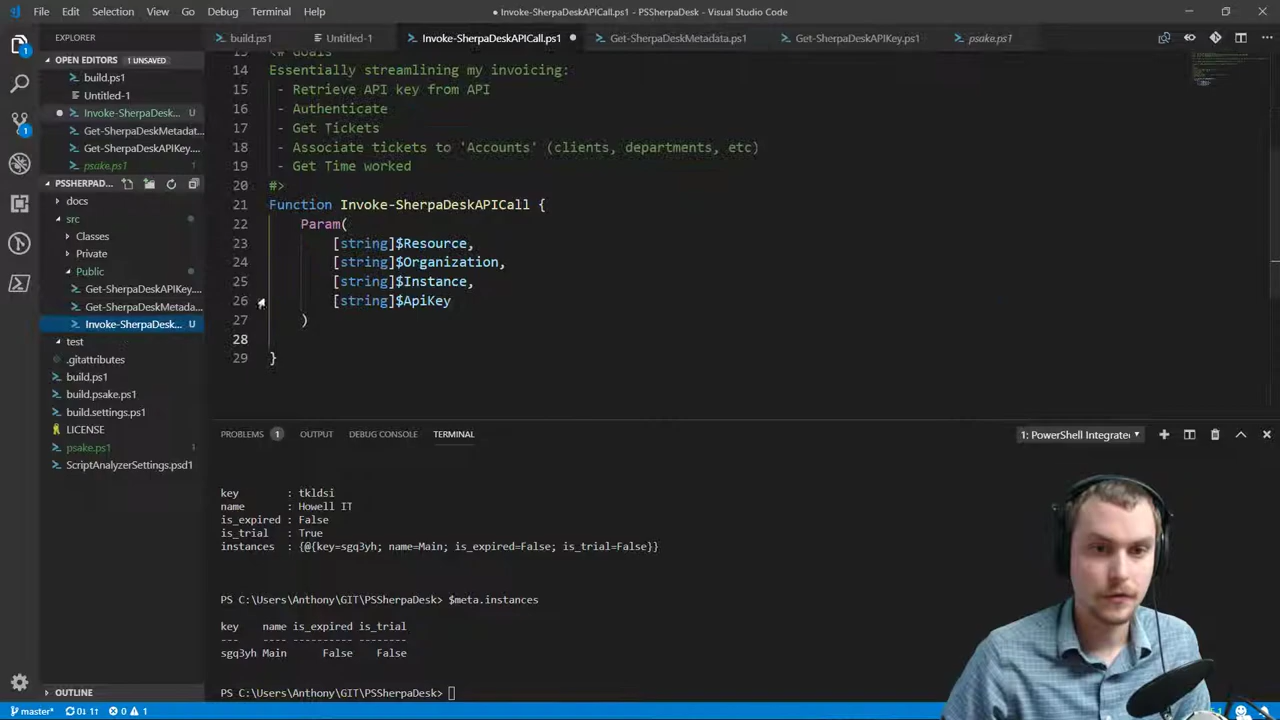 File Edit Selection View Go Debug Terminal Help
● Invoke-SherpaDeskAPICall.ps1 - PSSherpaDesk - Visual Studio Code
EXPLORER
OPEN EDITORS 1 UNSAVED
build.ps1
Untitled-1
Invoke-SherpaDesk... U
Get-SherpaDeskMetadat...
Get-SherpaDeskAPIKey....
psake.ps1
PSSHERPAD...
docs
src
Classes
Private
Public
Get-SherpaDeskAPIKey....
Get-SherpaDeskMetada...
Invoke-SherpaDesk... U
test
.gitattributes
build.ps1
build.psake.ps1
build.settings.ps1
LICENSE
psake.ps1
ScriptAnalyzerSettings.psd1
OUTLINE
build.ps1 Untitled-1 Invoke-SherpaDeskAPICall.ps1 Get-SherpaDeskMetadata.ps1 Get-SherpaDeskAPIKey.ps1 psake.ps1
13 <# Goals
14 Essentially streamlining my invoicing:
15 - Retrieve API key from API
16 - Authenticate
17 - Get Tickets
18 - Associate tickets to 'Accounts' (clients, departments, etc)
19 - Get Time worked
20 #>
21 Function Invoke-SherpaDeskAPICall {
22 Param(
23 [string]$Resource,
24 [string]$Organization,
25 [string]$Instance,
26 [string]$ApiKey
27 )
28
29 }
PROBLEMS 1 OUTPUT DEBUG CONSOLE TERMINAL 1: PowerShell Integrate
key : tkldsi
name : Howell IT
is_expired : False
is_trial : True
instances : {@{key=sgq3yh; name=Main; is_expired=False; is_trial=False}}
PS C:\Users\Anthony\GIT\PSSherpaDesk> $meta.instances
key name is_expired is_trial
--- ---- ---------- --------
sgq3yh Main False False
PS C:\Users\Anthony\GIT\PSSherpaDesk>
master* 0↓ 1↑ 0 1